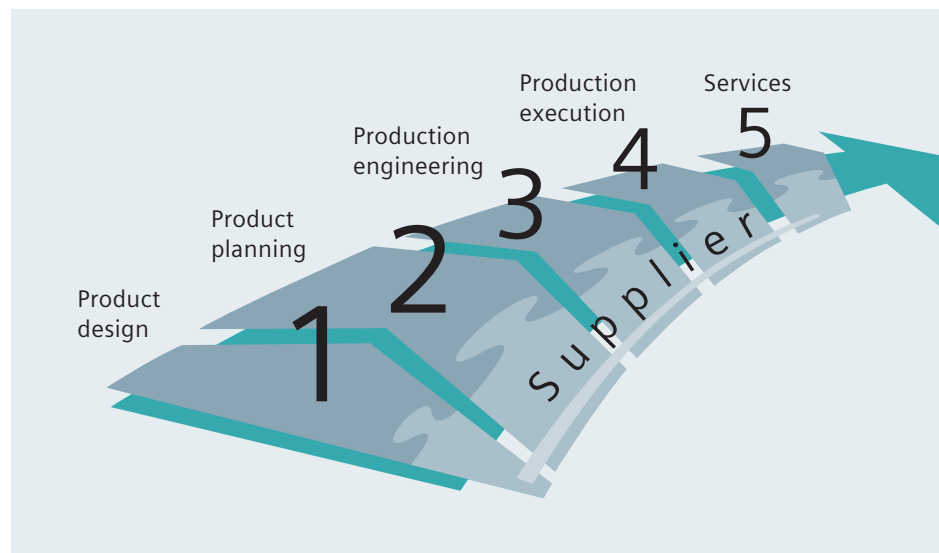 Product
design
1
Product
planning
2
Production
engineering
3
Production
execution
4
Services
5
Supplier